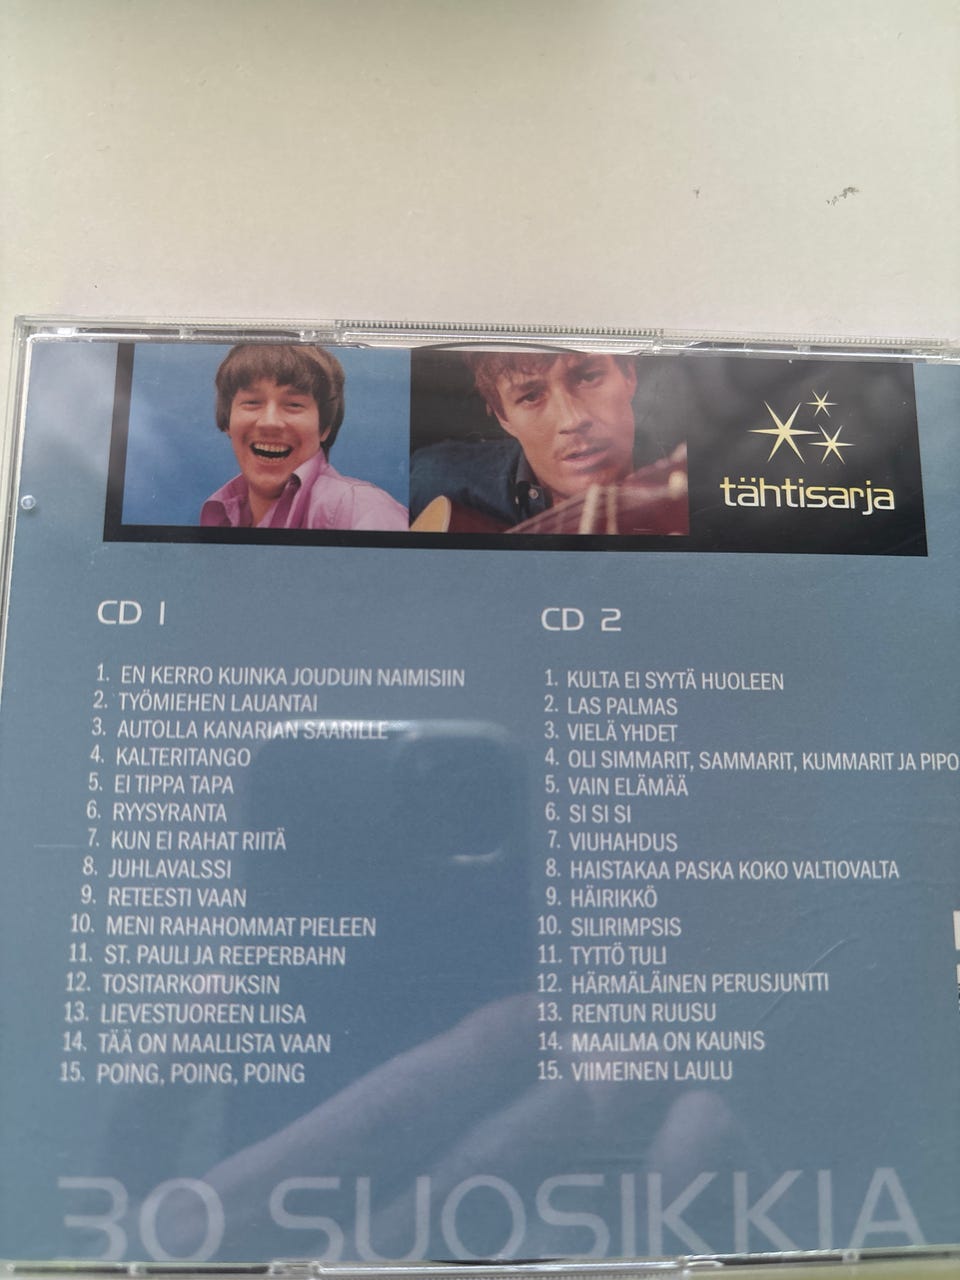 tähtisarja
CD 1
1. EN KERRO KUINKA JOUDUIN NAIMISIIN
2. TYÖMIEHEN LAUANTAI
3. AUTOLLA KANARIAN SAARILLE
4. KALTERITANGO
5. EI TIPPA TAPA
6. RYYSYRANTA
7. KUN EI RAHAT RIITÄ
8. JUHLAVALSSI
9. RETEESTI VAAN
10. MENI RAHAHOMMAT PIELEEN
11. ST. PAULI JA REEPERBAHN
12. TOSITARKOITUKSIN
13. LIEVESTUOREEN LIISA
14. TÄÄ ON MAALLISTA VAAN
15. POING, POING, POING
CD 2
1. KULTA EI SYYTÄ HUOLEEN
2. LAS PALMAS
3. VIELÄ YHDET
4. OLI SIMMARIT, SAMMARIT, KUMMARIT JA PIPO
5. VAIN ELÄMÄÄ
6. SI SI SI
7. VIUHAHDUS
8. HAISTAKAA PASKA KOKO VALTIOVALTA
9. HÄIRIKKÖ
10. SILIRIMPSIS
11. TYTTÖ TULI
12. HÄRMÄLÄINEN PERUSJUNTTI
13. RENTUN RUUSU
14. MAAILMA ON KAUNIS
15. VIIMEINEN LAULU
30 SUOSIKKIA